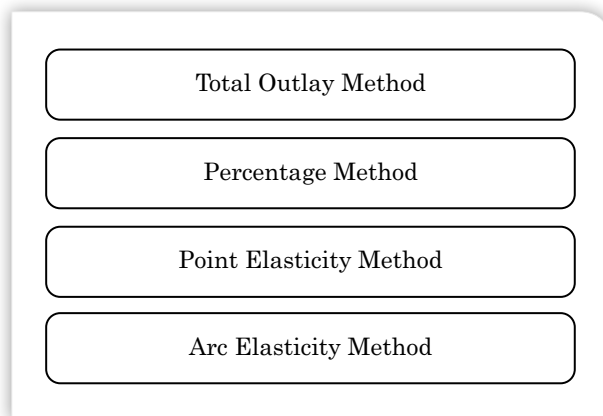 Total Outlay Method
Percentage Method
Point Elasticity Method
Arc Elasticity Method